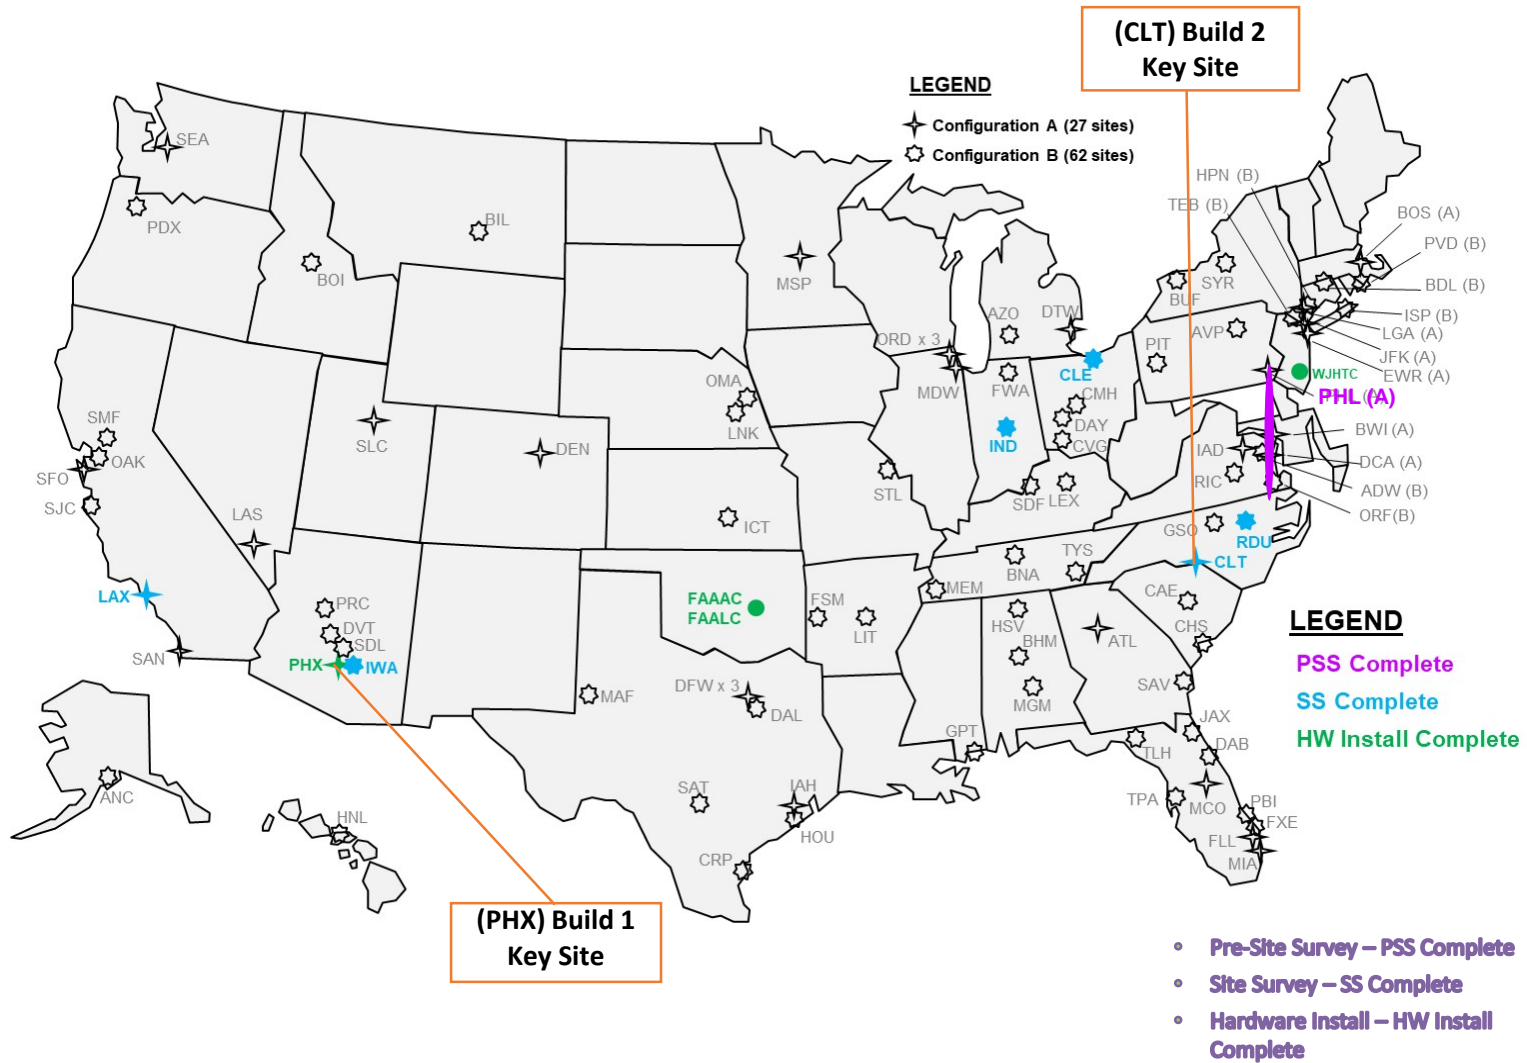 (CLT) Build 2
Key Site
LEGEND
Configuration A (27 sites)
Configuration B (62 sites)
SEA
PDX
BIL
BOI
MSP
HPN (B)
TEB (B)
BOS (A)
PVD (B)
BDL (B)
ISP (B)
LGA (A)
JFK (A)
EWR (A)
SYR
BUF
AVP
PIT
AZO
DTW
ORD x 3
MDW
FWA
CLE
CMH
DAY
CVG
IND
WJHTC
PHL (A)
BWI (A)
DCA (A)
ADW (B)
ORF(B)
IAD
RIC
OMA
LNK
SLC
DEN
SMF
OAK
SFO
SJC
LAS
STL
SDF
LEX
ICT
GSO
RDU
CLT
TYS
BNA
MEM
LAX
PRC
DVT
SDL
PHX
IWA
SAN
FAAAC
FAALC
FSM
LIT
HSV
BHM
MGM
ATL
CAE
CHS
SAV
MAF
DFW x 3
DAL
GPT
JAX
DAB
TLH
TPA
MCO
PBI
FXE
FLL
MIA
SAT
IAH
HOU
CRP
ANC
HNL
LEGEND
PSS Complete
SS Complete
HW Install Complete
(PHX) Build 1
Key Site
• Pre-Site Survey – PSS Complete
• Site Survey – SS Complete
• Hardware Install – HW Install
Complete